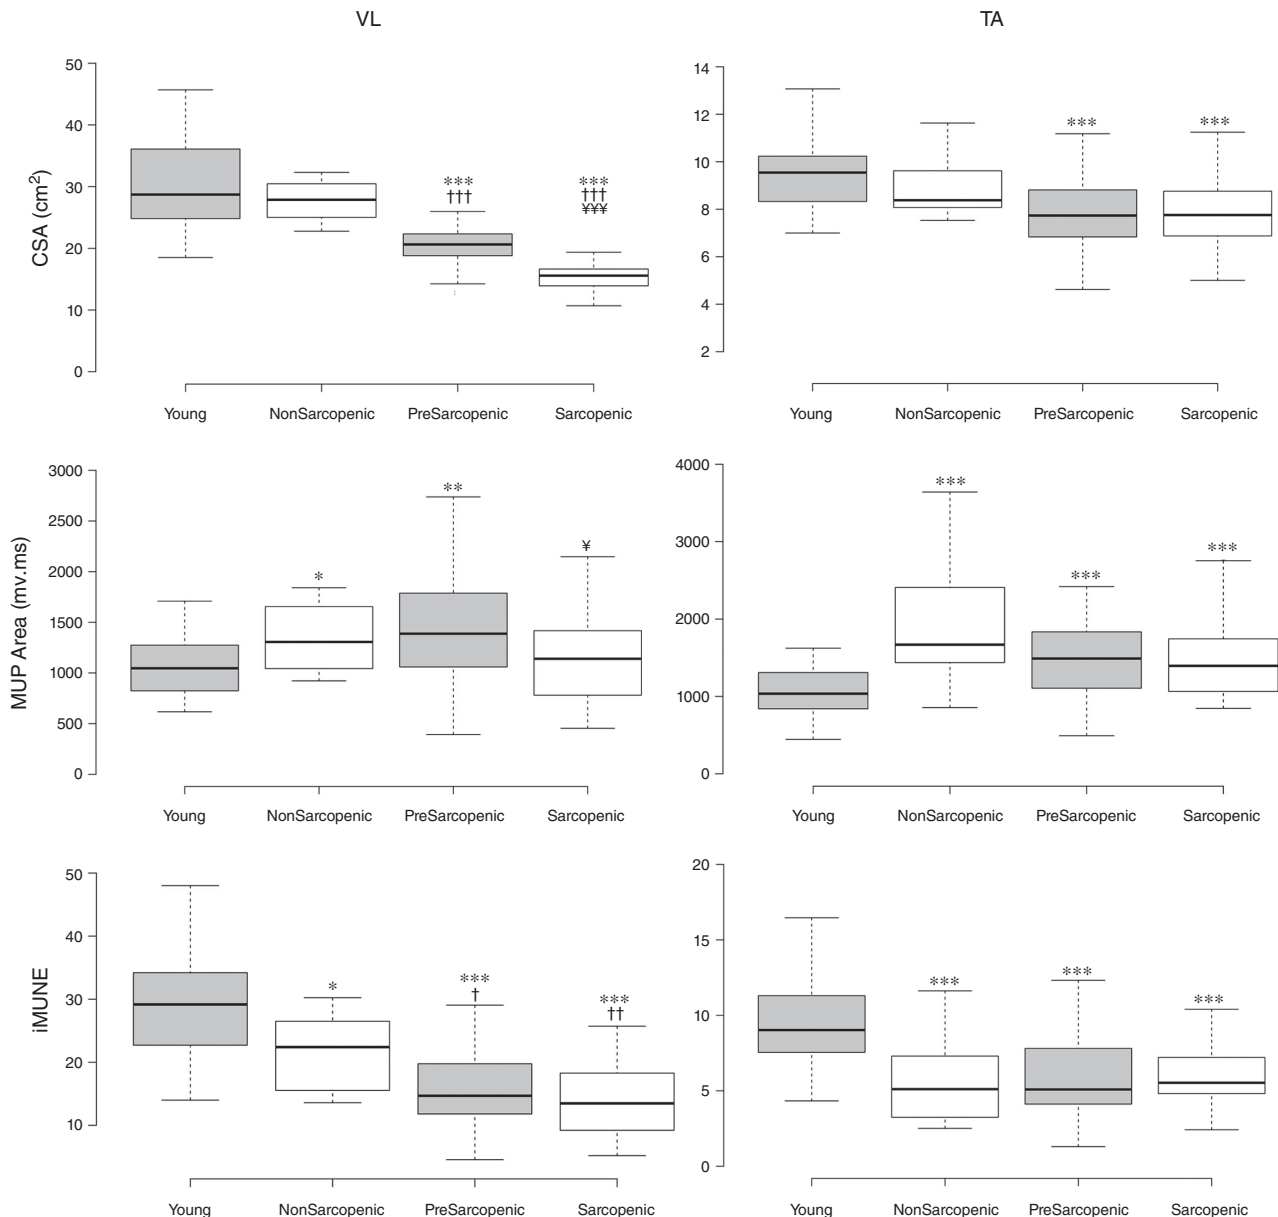 VL
TA
CSA (cm²)
50
40
30
20
10
0
***
†††
***
†††
¥¥¥
Young
NonSarcopenic
PreSarcopenic
Sarcopenic
14
12
10
8
6
4
2
***
***
Young
NonSarcopenic
PreSarcopenic
Sarcopenic
MUP Area (mv.ms)
3000
2500
2000
1500
1000
500
0
*
**
¥
Young
NonSarcopenic
PreSarcopenic
Sarcopenic
4000
3000
2000
1000
0
***
***
***
Young
NonSarcopenic
PreSarcopenic
Sarcopenic
iMUNE
50
40
30
20
10
*
***
†
***
††
Young
NonSarcopenic
PreSarcopenic
Sarcopenic
20
15
10
5
0
***
***
***
Young
NonSarcopenic
PreSarcopenic
Sarcopenic